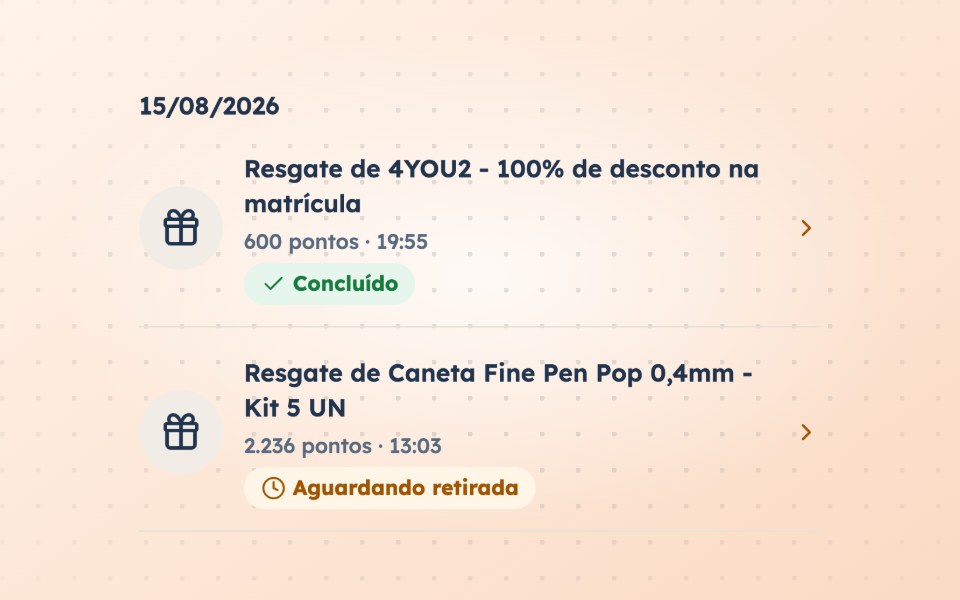 15/08/2026
Resgate de 4YOU2 - 100% de desconto na
matrícula
600 pontos · 19:55
Concluído
Resgate de Caneta Fine Pen Pop 0,4mm -
Kit 5 UN
2.236 pontos · 13:03
Aguardando retirada